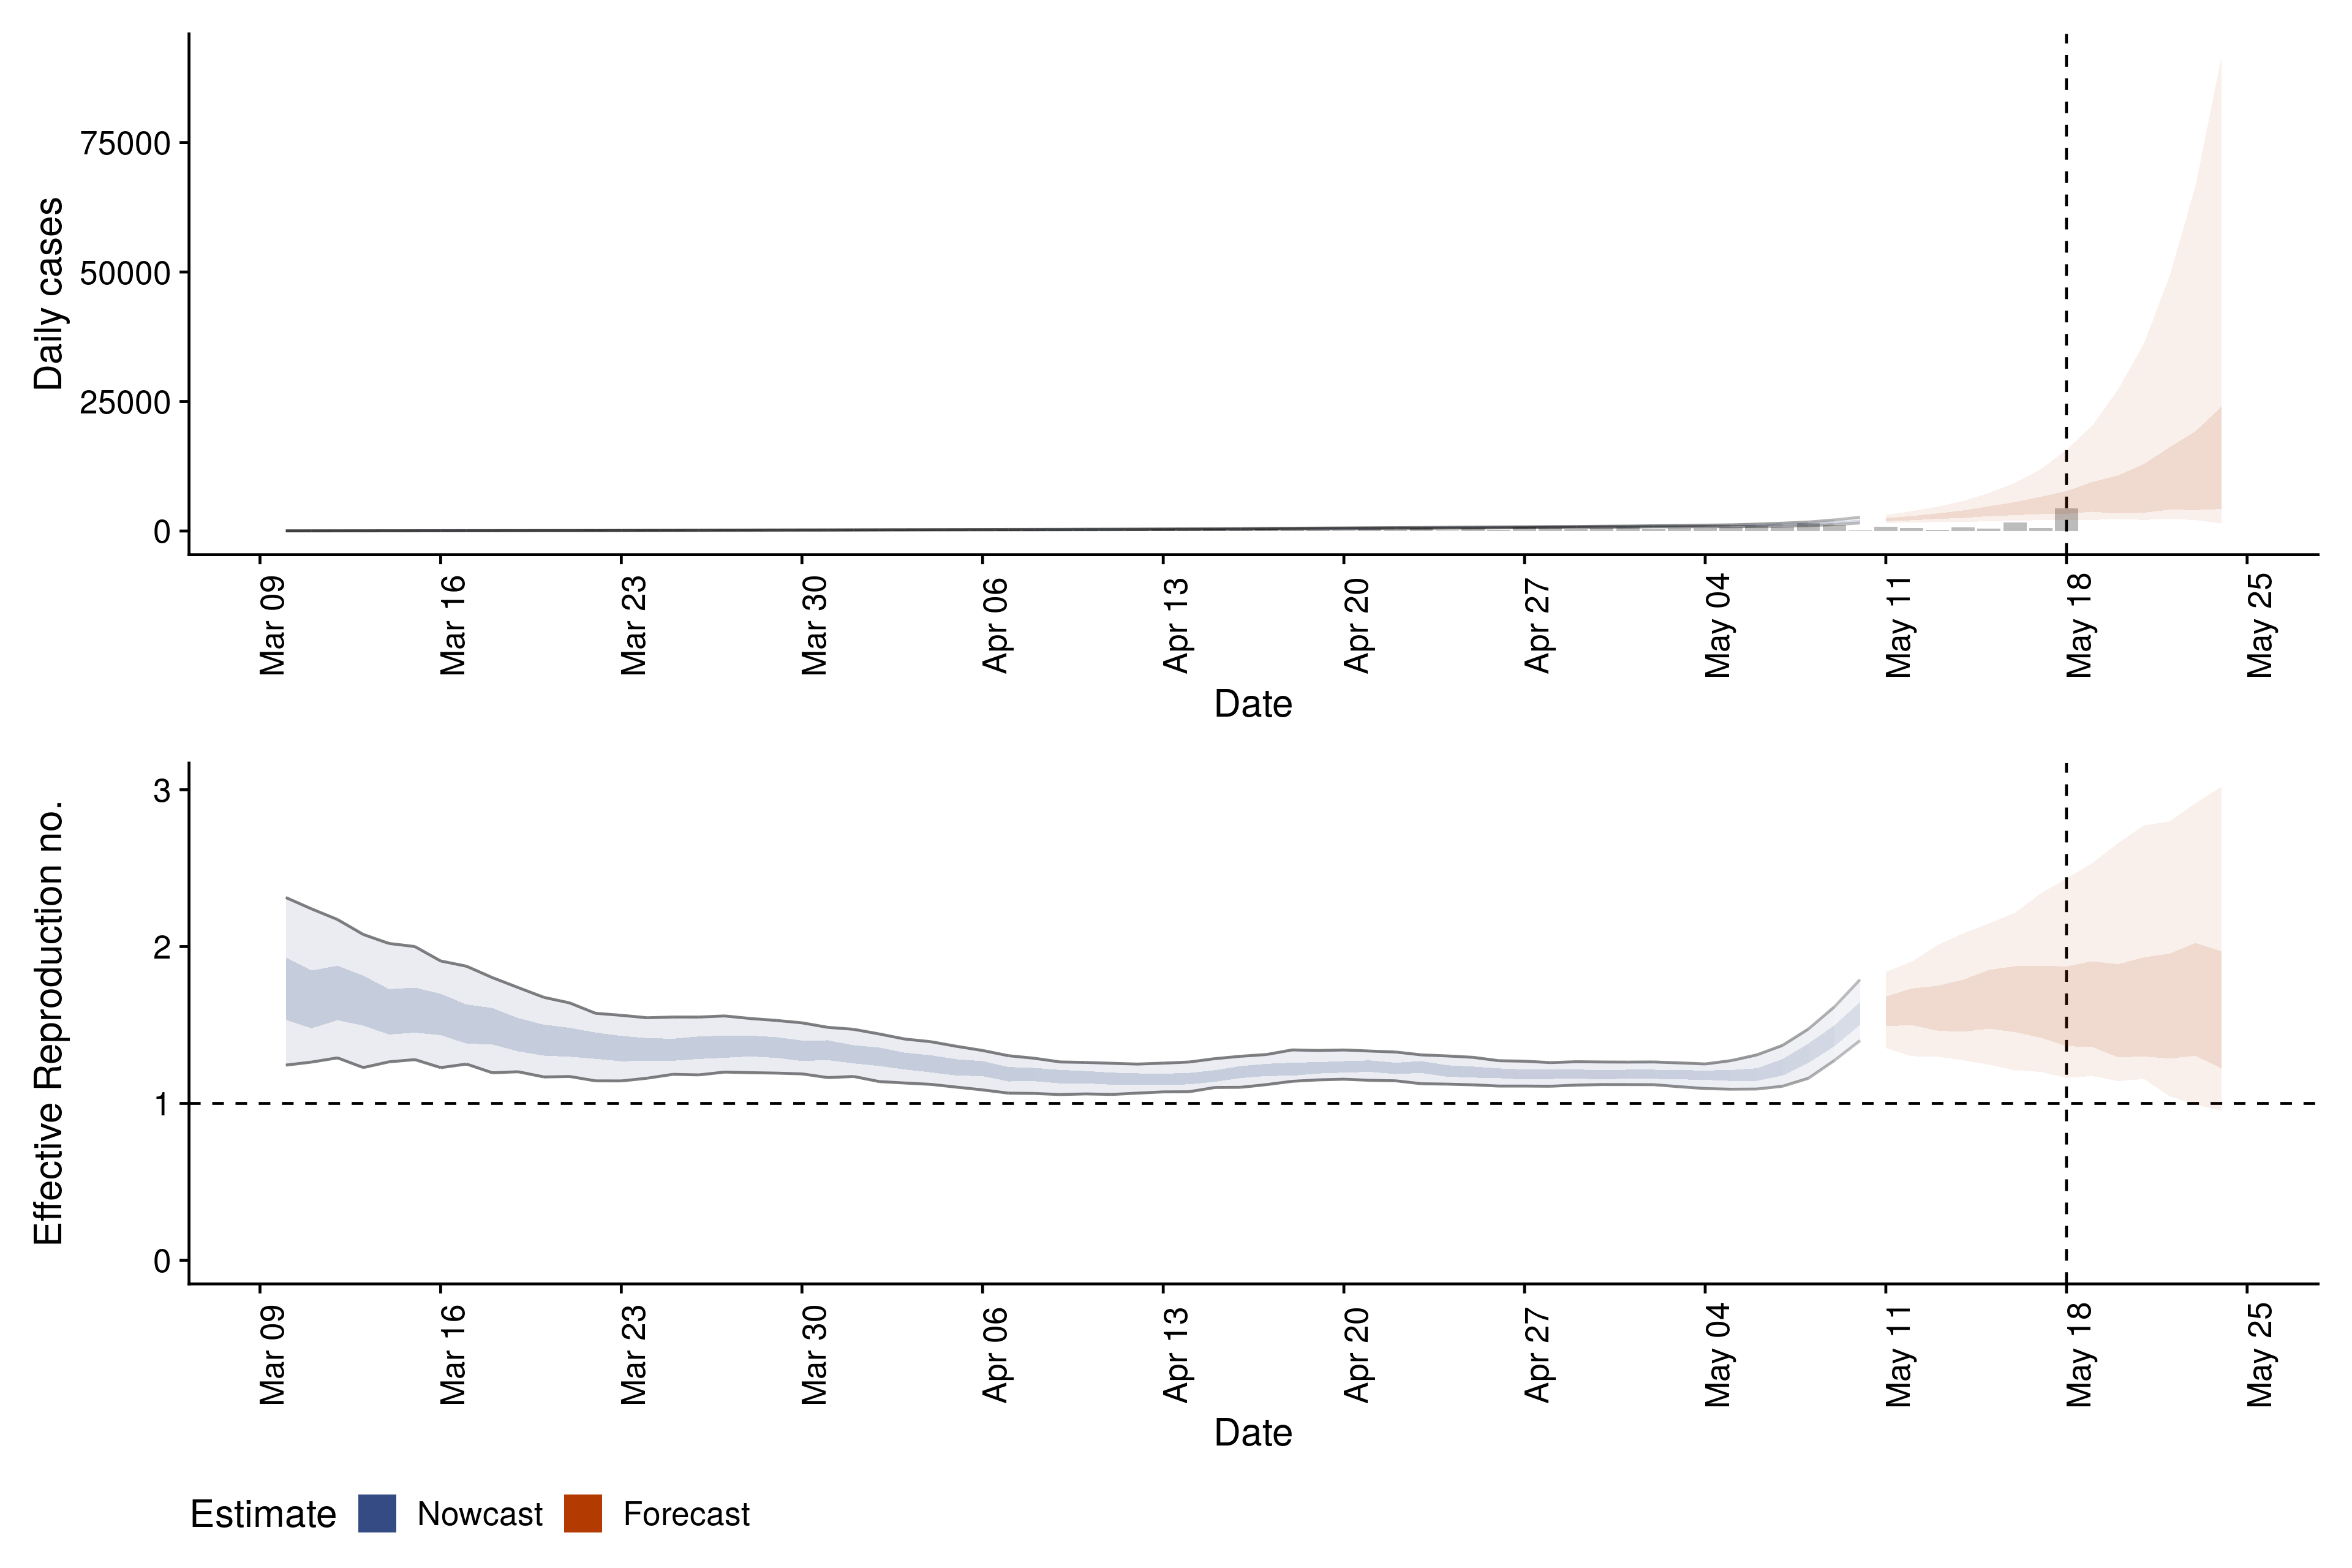 Daily cases
75000
50000
25000
0
Mar 09 Mar 16 Mar 23 Mar 30 Apr 06 Apr 13 Apr 20 Apr 27 May 04 May 11 May 18 May 25
Date
Effective Reproduction no.
3
2
1
0
Mar 09 Mar 16 Mar 23 Mar 30 Apr 06 Apr 13 Apr 20 Apr 27 May 04 May 11 May 18 May 25
Date
Estimate Nowcast Forecast